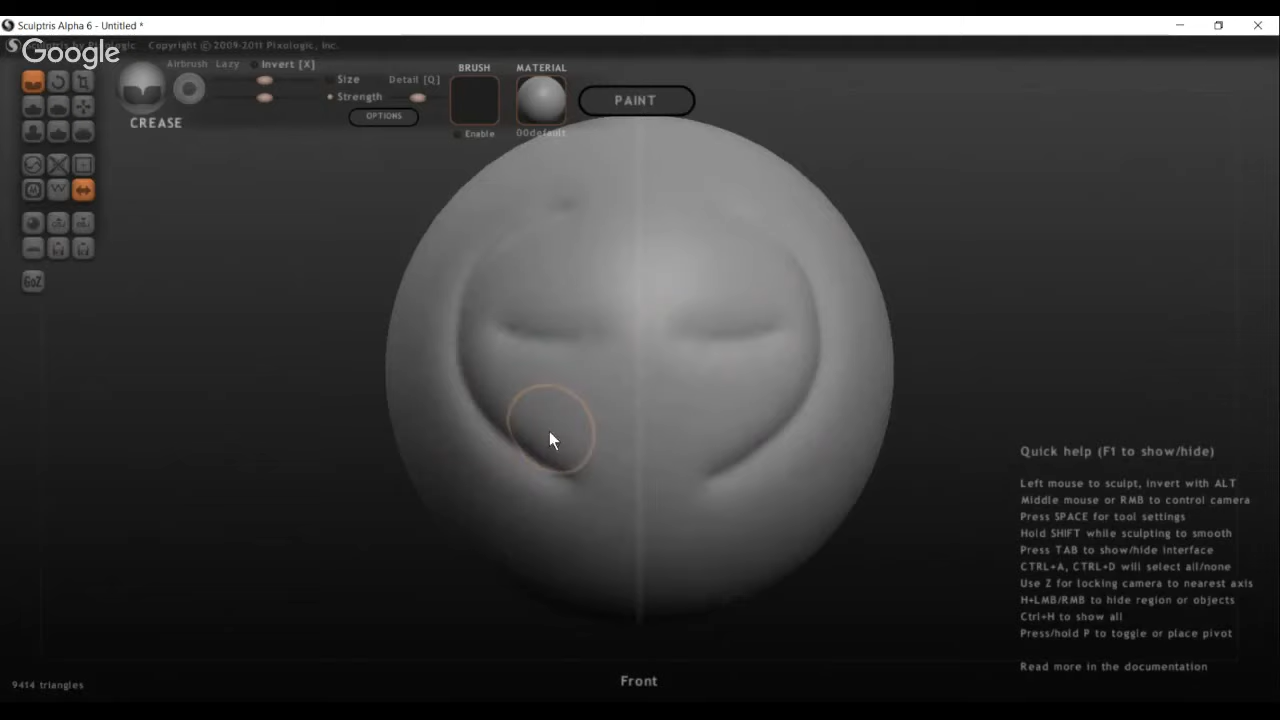 Sculptris Alpha 6 - Untitled *
Sculptris by Pixologic Copyright © 2009-2011 Pixologic, Inc.
Google
Airbrush Lazy Invert [X]
Size Detail [Q]
Strength
OPTIONS
CREASE
BRUSH
Enable
MATERIAL
00default
PAINT
GoZ
Quick help (F1 to show/hide)
Left mouse to sculpt, invert with ALT
Middle mouse or RMB to control camera
Press SPACE for tool settings
Hold SHIFT while sculpting to smooth
Press TAB to show/hide interface
CTRL+A, CTRL+D will select all/none
Use Z for locking camera to nearest axis
H+LMB/RMB to hide region or objects
Ctrl+H to show all
Press/hold P to toggle or place pivot
Read more in the documentation
Front
9414 triangles